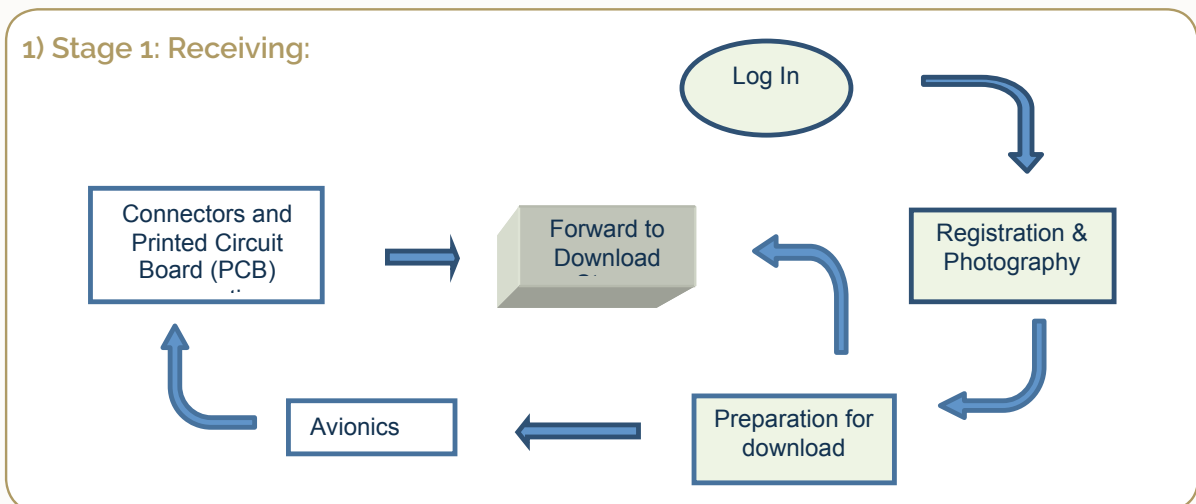 1) Stage 1: Receiving:
Log In
Connectors and
Printed Circuit
Board (PCB)
Forward to
Download
Registration &
Photography
Avionics
Preparation for
download